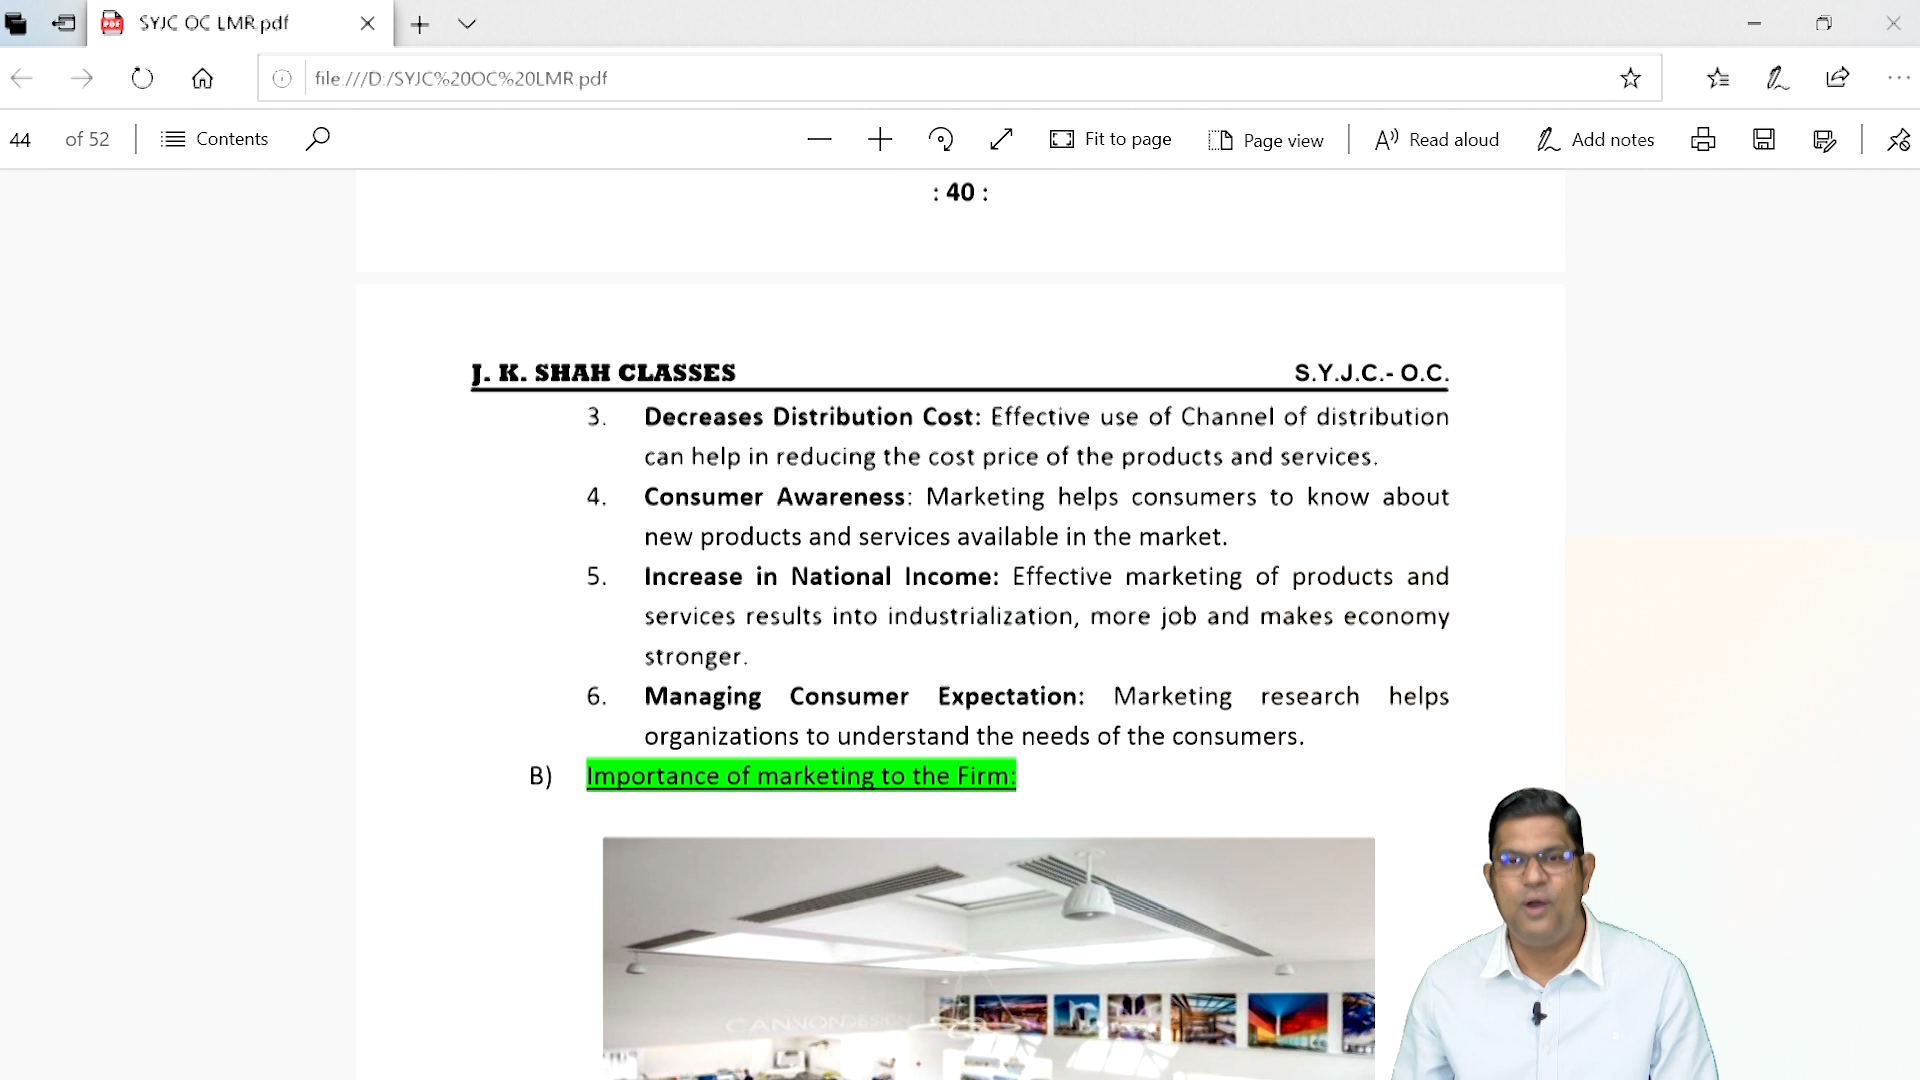 SYJC OC LMR.pdf
file:///D:/SYJC%20OC%20LMR.pdf
44 of 52 Contents Fit to page Page view Read aloud Add notes
: 40 :
J. K. SHAH CLASSES S.Y.J.C.- O.C.
3. Decreases Distribution Cost: Effective use of Channel of distribution
can help in reducing the cost price of the products and services.
4. Consumer Awareness: Marketing helps consumers to know about
new products and services available in the market.
5. Increase in National Income: Effective marketing of products and
services results into industrialization, more job and makes economy
stronger.
6. Managing Consumer Expectation: Marketing research helps
organizations to understand the needs of the consumers.
B) Importance of marketing to the Firm:
CANNONDESIGN